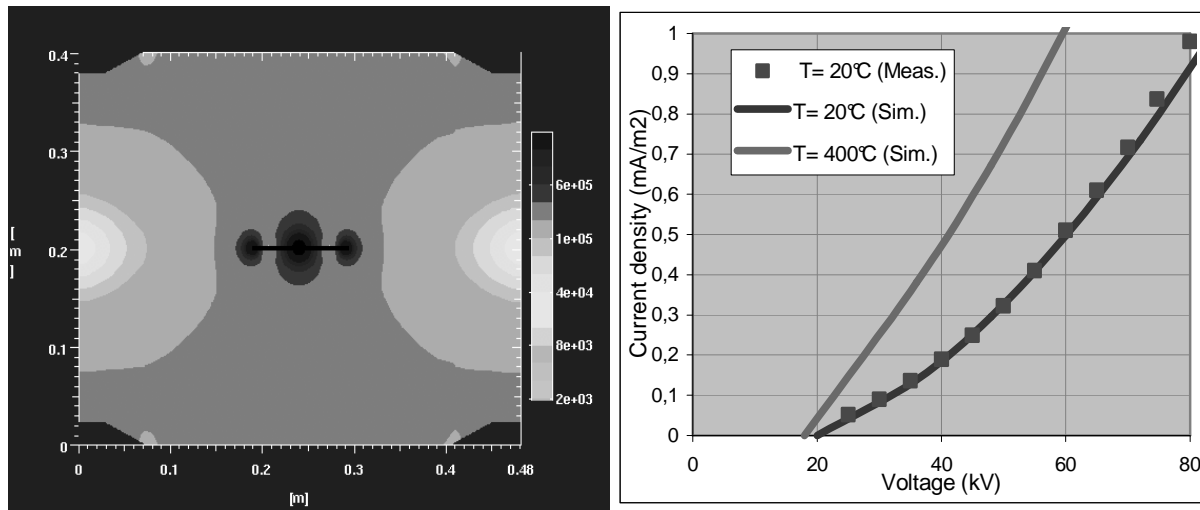 0.4
0.3
0.2
0.1
0
[
m
]
0
0.1
0.2
0.3
0.4
0.48
[m]
6e+05
1e+05
4e+04
8e+03
2e+03
Current density (mA/m2)
1
0,9
0,8
0,7
0,6
0,5
0,4
0,3
0,2
0,1
0
T= 20°C (Meas.)
T= 20°C (Sim.)
T= 400°C (Sim.)
0
20
40
60
80
Voltage (kV)